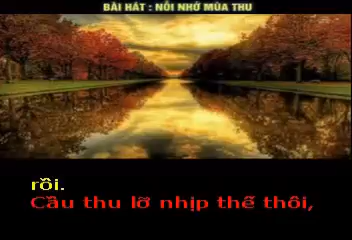 BÀI HÁT : NỖI NHỚ MÙA THU
rồi.
Cầu thu lỡ nhịp thế thôi,